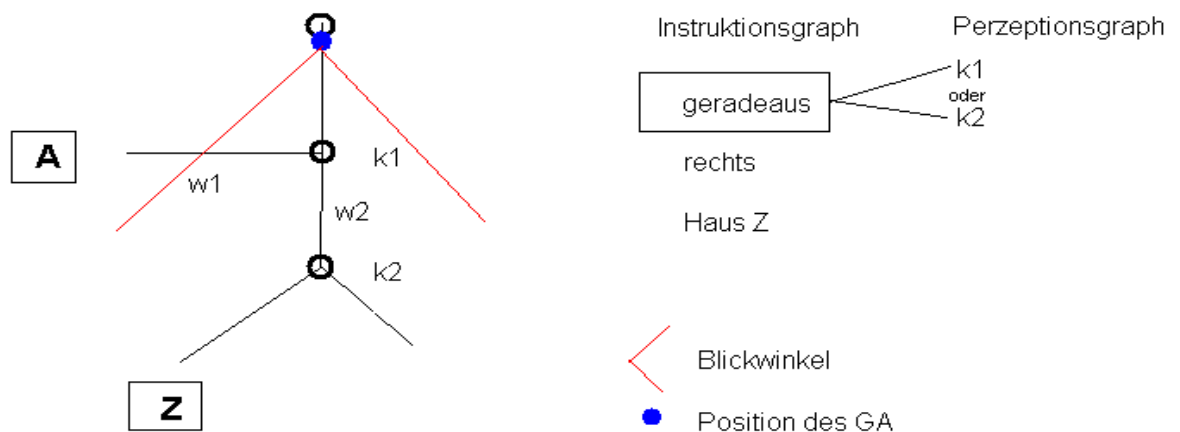 Instruktionsgraph
Perzeptionsgraph
k1
geradeaus
oder
k2
A
k1
rechts
w1
w2
Haus Z
k2
Blickwinkel
Z
Position des GA